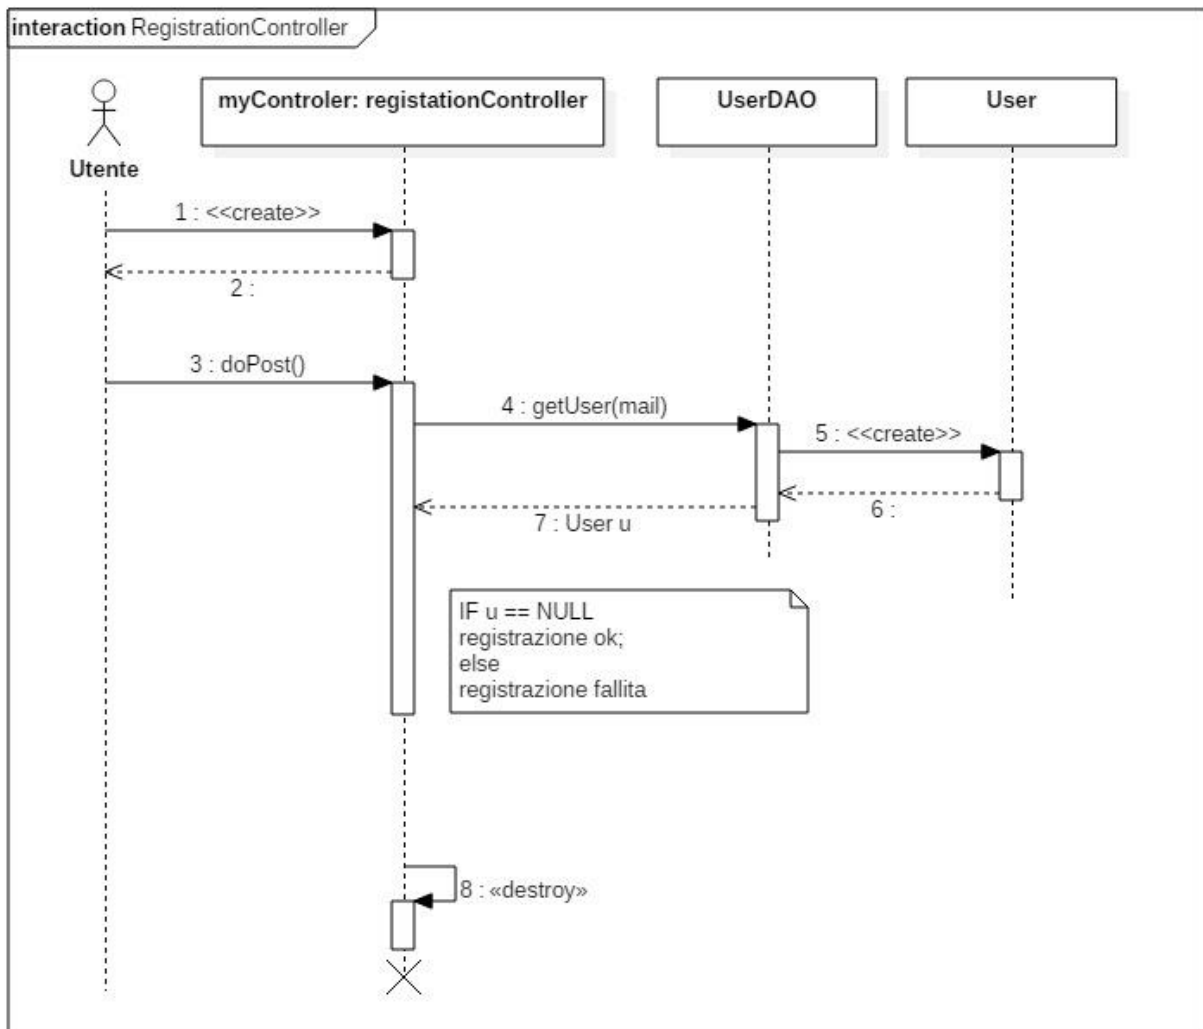 interaction RegistrationController
myControler: registationController
UserDAO
User
Utente
1 : <<create>>
2 :
3 : doPost()
4 : getUser(mail)
5 : <<create>>
6 :
7 : User u
IF u == NULL
registrazione ok;
else
registrazione fallita
8 : «destroy»